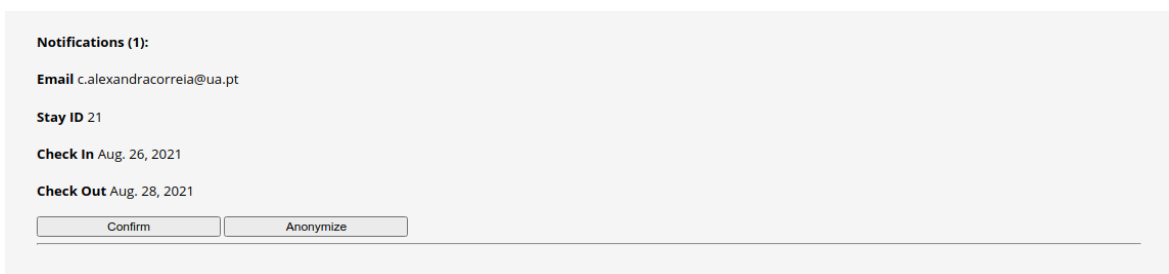 Notifications (1):
Email c.alexandracorreia@ua.pt
Stay ID 21
Check In Aug. 26, 2021
Check Out Aug. 28, 2021
Confirm Anonymize